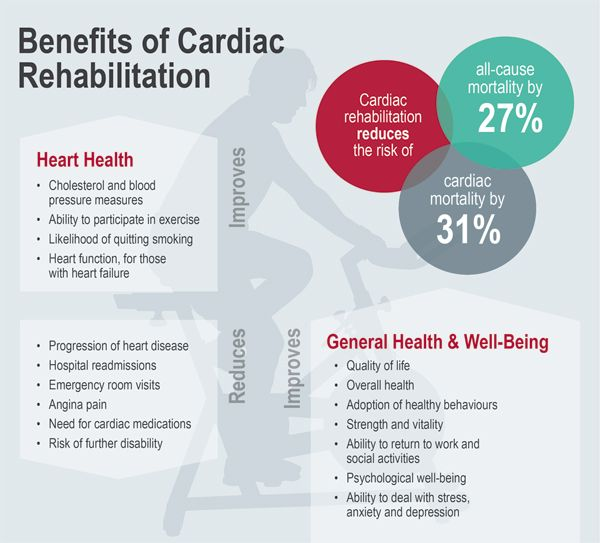 Benefits of Cardiac
Rehabilitation
Cardiac
rehabilitation
reduces
the risk of
all-cause
mortality by
27%
cardiac
mortality by
31%
Heart Health
• Cholesterol and blood
pressure measures
• Ability to participate in exercise
• Likelihood of quitting smoking
• Heart function, for those
with heart failure
Improves
• Progression of heart disease
• Hospital readmissions
• Emergency room visits
• Angina pain
• Need for cardiac medications
• Risk of further disability
Reduces
Improves
General Health & Well-Being
• Quality of life
• Overall health
• Adoption of healthy behaviours
• Strength and vitality
• Ability to return to work and
social activities
• Psychological well-being
• Ability to deal with stress,
anxiety and depression